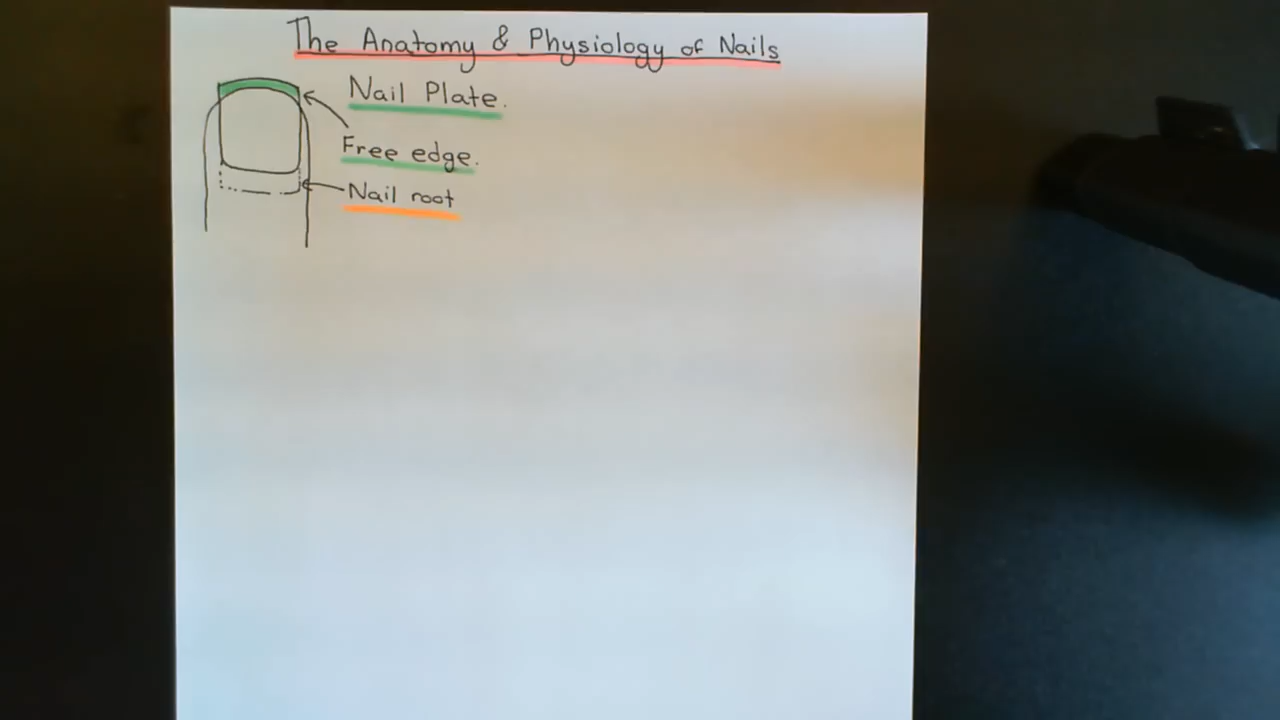 The Anatomy & Physiology of Nails
Nail Plate.
Free edge.
Nail root